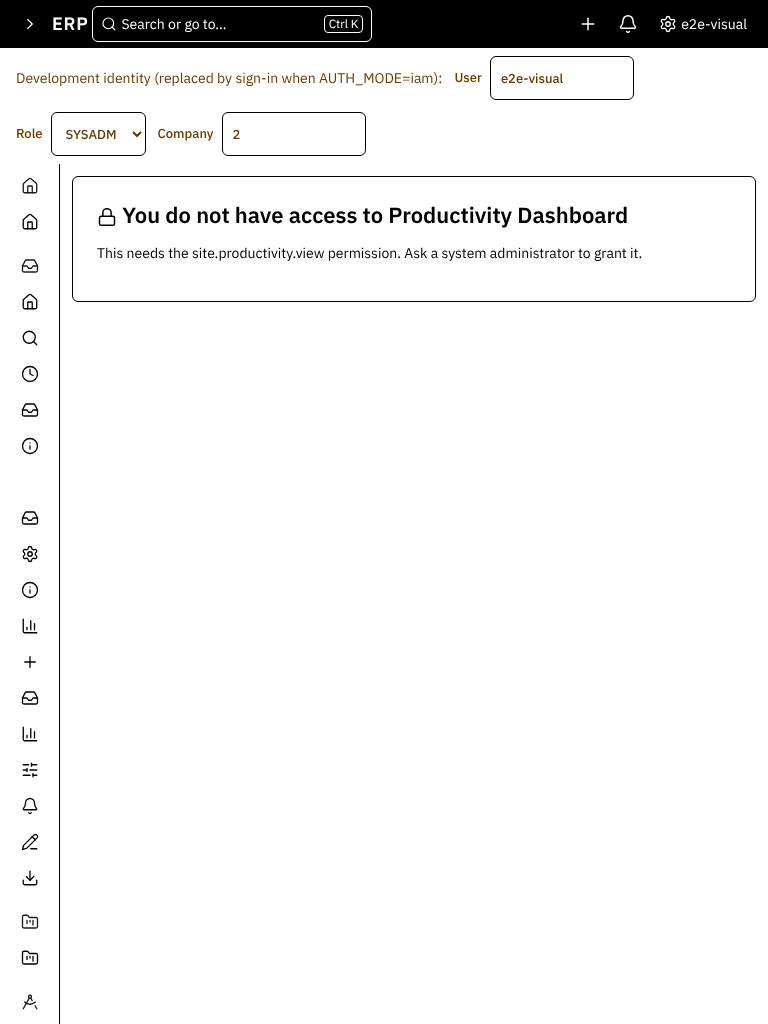 ERP Search or go to... Ctrl K e2e-visual
Development identity (replaced by sign-in when AUTH_MODE=iam): User e2e-visual
Role SYSADM Company 2
You do not have access to Productivity Dashboard
This needs the site.productivity.view permission. Ask a system administrator to grant it.